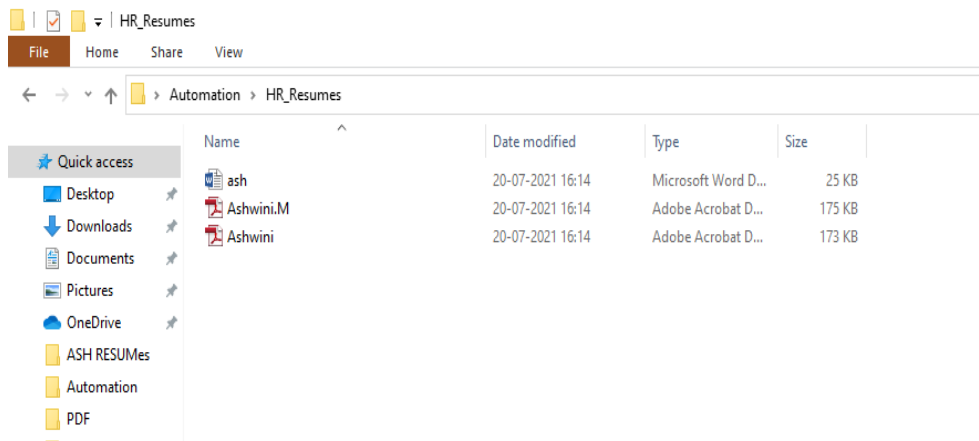 HR_Resumes
File Home Share View
Automation > HR_Resumes
Name Date modified Type Size
Quick access
Desktop
Downloads
Documents
Pictures
OneDrive
ASH RESUMes
Automation
PDF
ash 20-07-2021 16:14 Microsoft Word D... 25 KB
Ashwini.M 20-07-2021 16:14 Adobe Acrobat D... 175 KB
Ashwini 20-07-2021 16:14 Adobe Acrobat D... 173 KB